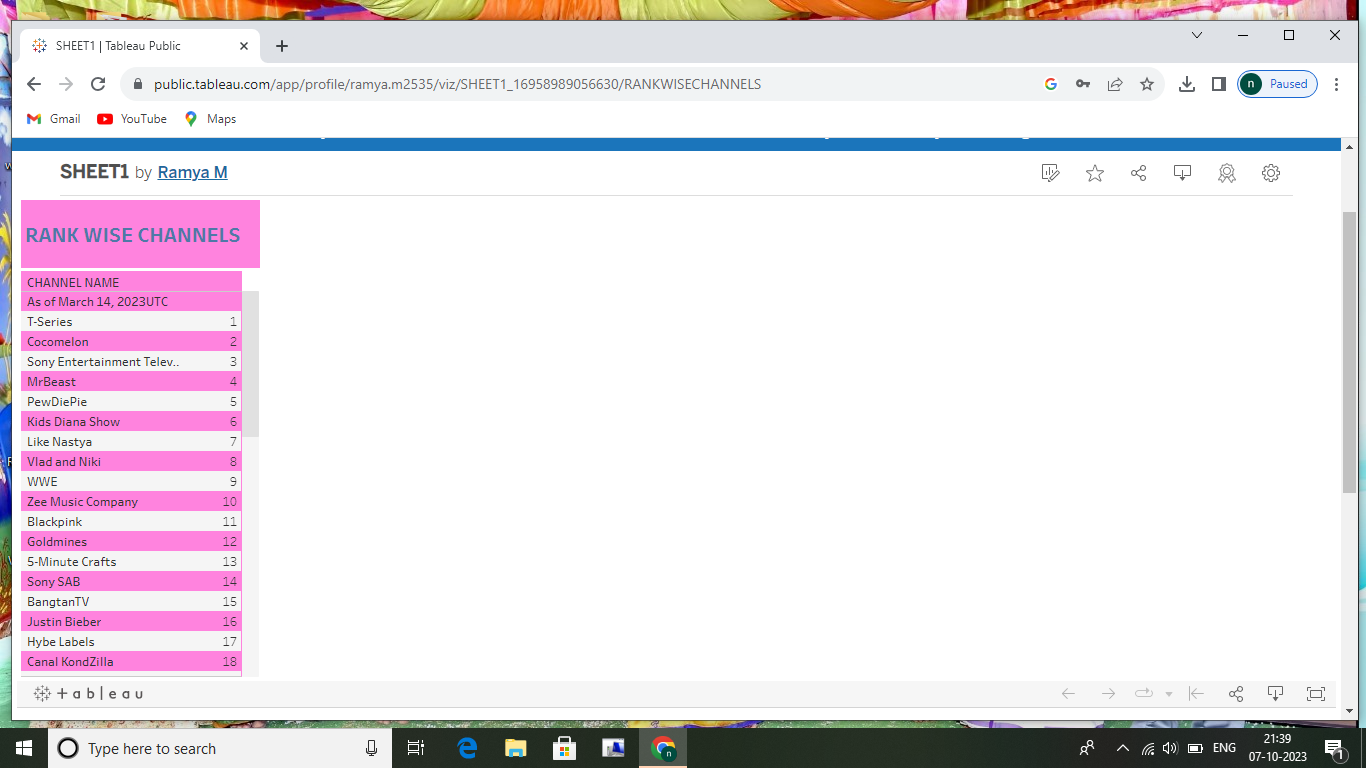 SHEET1 | Tableau Public
public.tableau.com/app/profile/ramya.m2535/viz/SHEET1_16958989056630/RANKWISECHANNELS
n Paused
Gmail YouTube Maps
SHEET1 by Ramya M
RANK WISE CHANNELS
CHANNEL NAME
As of March 14, 2023UTC
T-Series 1
Cocomelon 2
Sony Entertainment Telev.. 3
MrBeast 4
PewDiePie 5
Kids Diana Show 6
Like Nastya 7
Vlad and Niki 8
WWE 9
Zee Music Company 10
Blackpink 11
Goldmines 12
5-Minute Crafts 13
Sony SAB 14
BangtanTV 15
Justin Bieber 16
Hybe Labels 17
Canal KondZilla 18
+ a b | e a u
Type here to search
n
ENG
21:39
07-10-2023
1